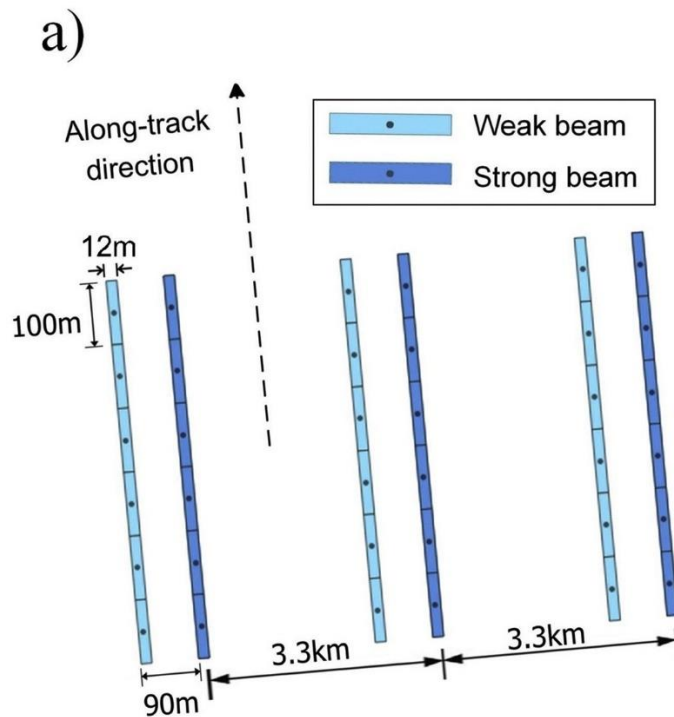 a)
Along-track
direction
Weak beam
Strong beam
12m
100m
3.3km
3.3km
90m